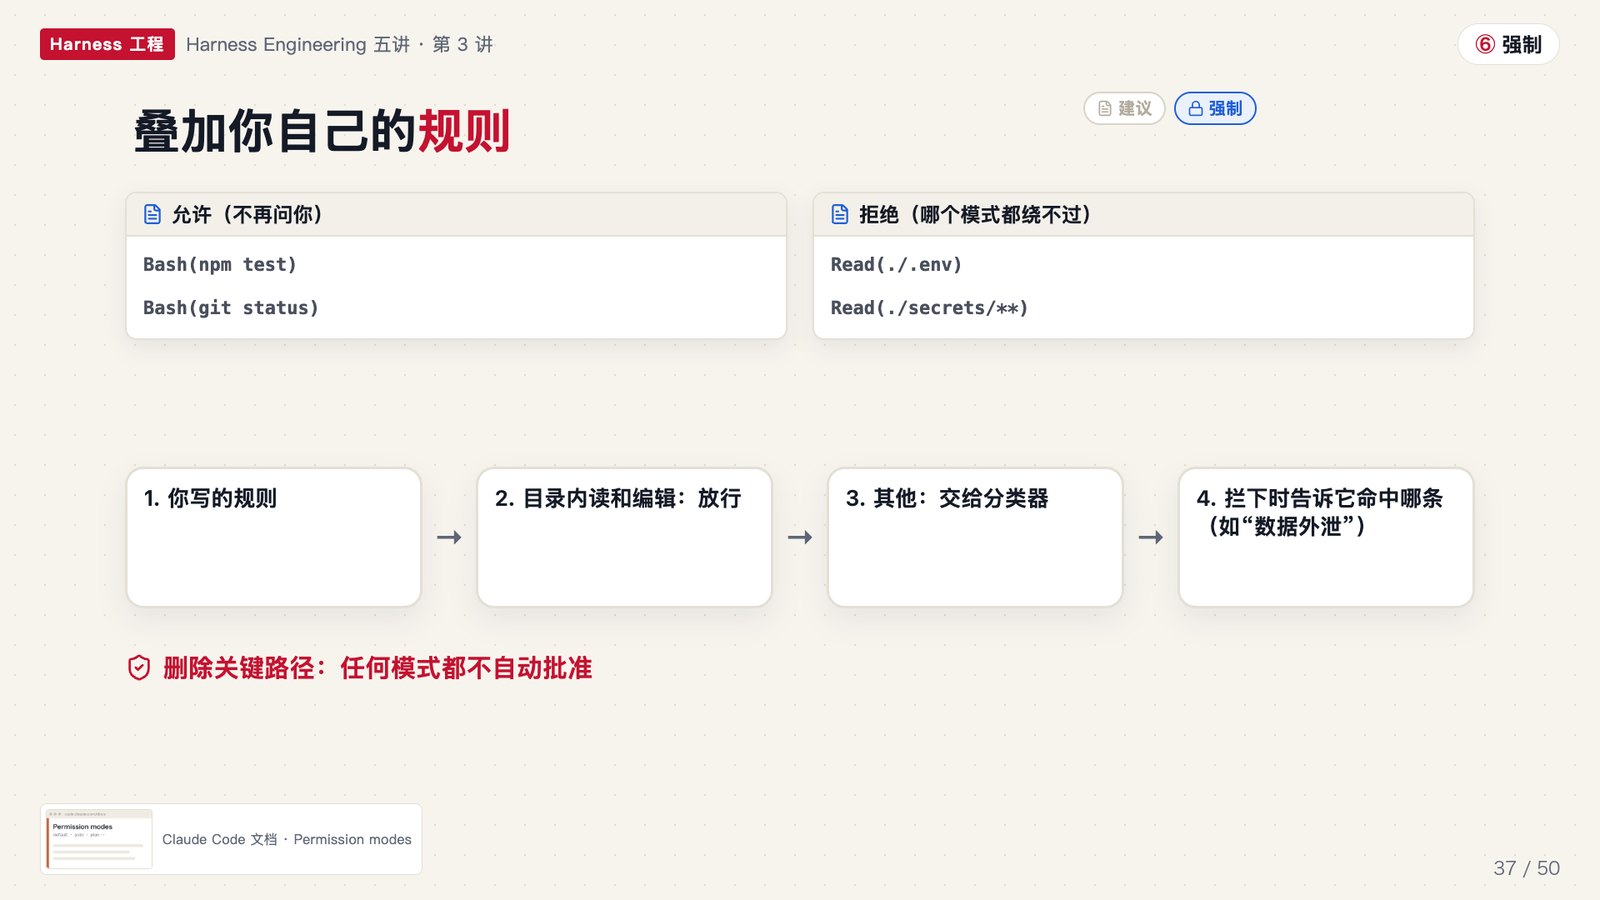 Harness 工程
Harness Engineering 五讲 · 第 3 讲
⑥ 强制
叠加你自己的规则
建议
强制
允许（不再问你）
Bash(npm test)
Bash(git status)
拒绝（哪个模式都绕不过）
Read(./.env)
Read(./secrets/**)
1. 你写的规则
→
2. 目录内读和编辑：放行
→
3. 其他：交给分类器
→
4. 拦下时告诉它命中哪条
（如“数据外泄”）
删除关键路径：任何模式都不自动批准
Permission modes
Claude Code 文档 · Permission modes
37 / 50